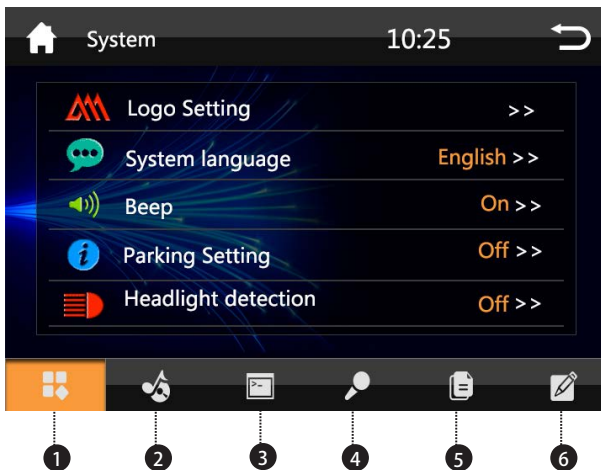 System 10:25
Logo Setting >>
System language English >>
Beep On >>
Parking Setting Off >>
Headlight detection Off >>
1 2 3 4 5 6